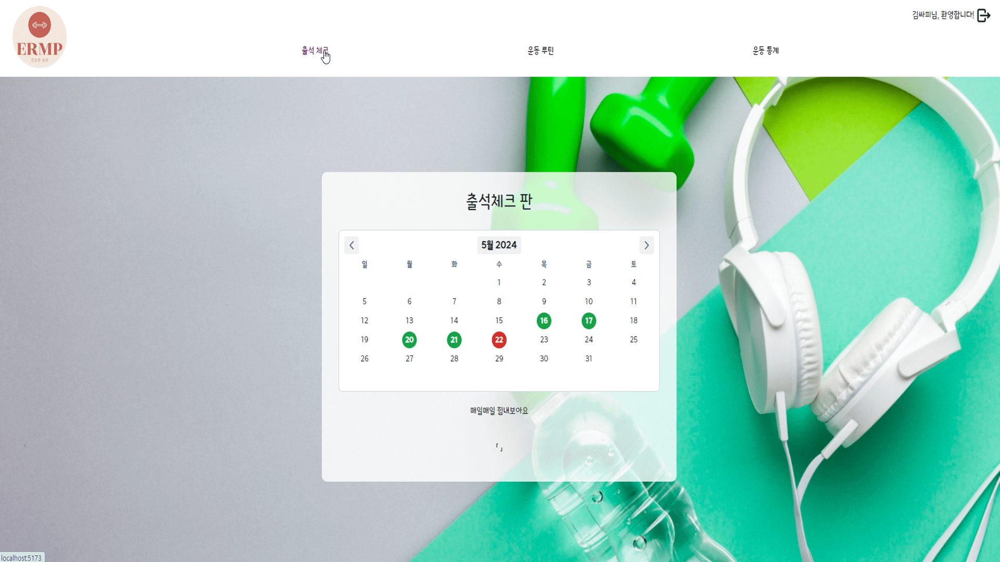 김싸피님, 환영합니다!
ERMP
출석 체크
운동 루틴
운동 통계
출석체크 판
5월 2024
일 월 화 수 목 금 토
1 2 3 4
5 6 7 8 9 10 11
12 13 14 15 16 17 18
19 20 21 22 23 24 25
26 27 28 29 30 31
매일매일 힘내보아요
「 」
localhost:5173